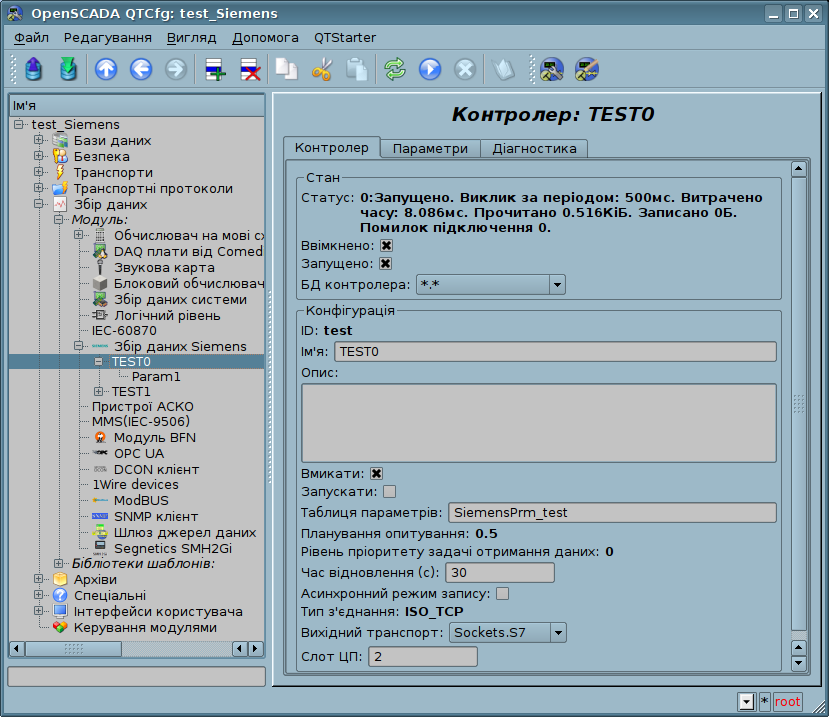 OpenSCADA QTCfg: test_Siemens
Файл Редагування Вигляд Допомога QTStarter
Ім'я
test_Siemens
Бази даних
Безпека
Транспорти
Транспортні протоколи
Збір даних
Модуль:
Обчислювач на мові с
DAQ плати від Comed
Звукова карта
Блоковий обчислювач
Збір даних системи
Логічний рівень
IEC-60870
Збір даних Siemens
TEST0
Param1
TEST1
Пристрої АСКО
MMS(IEC-9506)
Модуль BFN
OPC UA
DCON клієнт
1Wire devices
ModBUS
SNMP клієнт
Шлюз джерел даних
Segnetics SMH2Gi
Бібліотеки шаблонів:
Архіви
Спеціальні
Інтерфейси користувача
Керування модулями
Контролер: TEST0
Контролер Параметри Діагностика
Стан
Статус: 0:Запущено. Виклик за періодом: 500мс. Витрачено
часу: 8.086мс. Прочитано 0.516КіБ. Записано 0Б.
Помилок підключення 0.
Ввімкнено:
Запущено:
БД контролера: *.*
Конфігурація
ID: test
Ім'я: TEST0
Опис:
Вмикати:
Запускати:
Таблиця параметрів: SiemensPrm_test
Планування опитування: 0.5
Рівень пріоритету задачі отримання даних: 0
Час відновлення (с): 30
Асинхронний режим запису:
Тип з'єднання: ISO_TCP
Вихідний транспорт: Sockets.S7
Слот ЦП: 2
* root